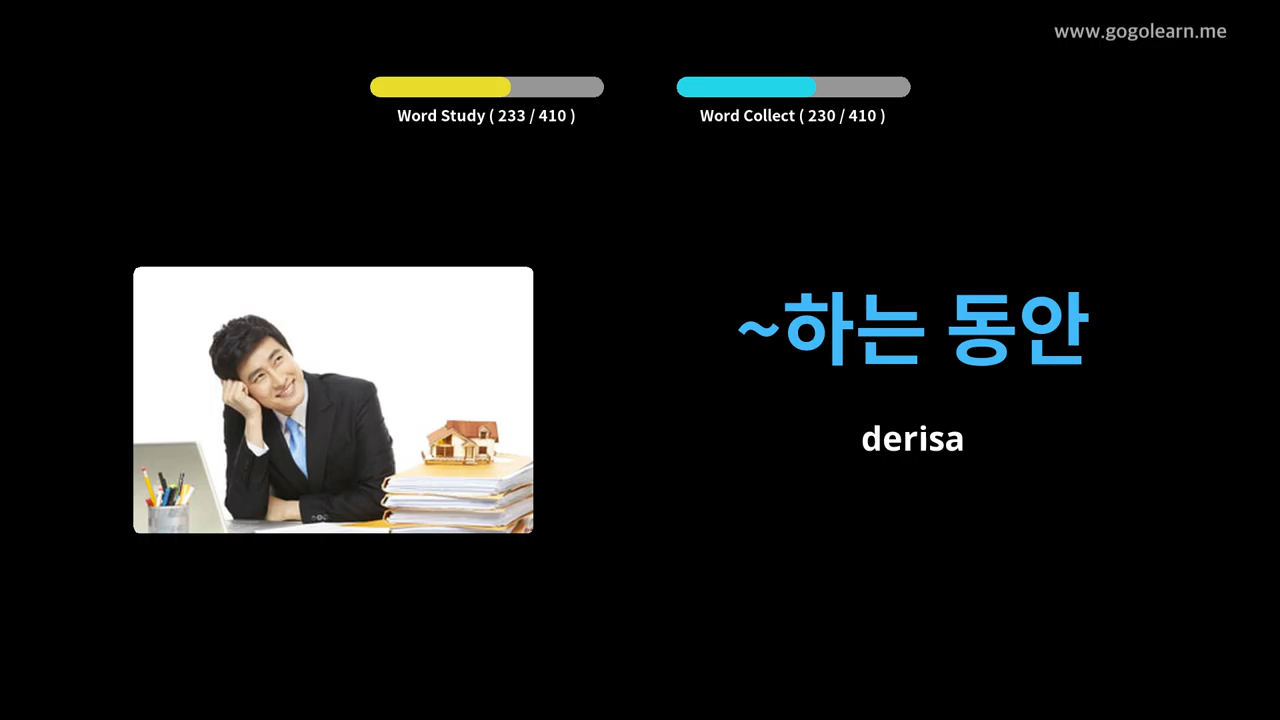 www.gogolearn.me
Word Study ( 233 / 410 )
Word Collect ( 230 / 410 )
~하는 동안
derisa